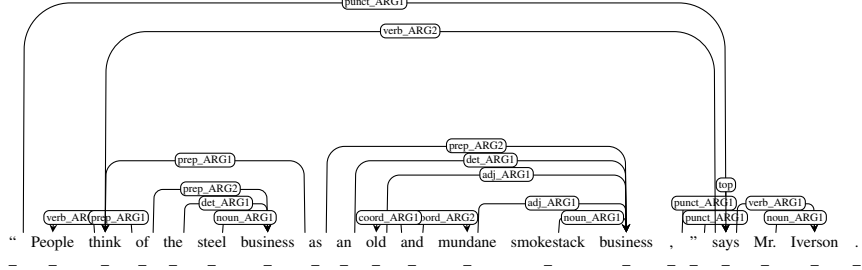 punct_ARG1
verb_ARG2
prep_ARG2
prep_ARG1
det_ARG1
adj_ARG1
top
prep_ARG2
det_ARG1
adj_ARG1
punct_ARG1
verb_ARG1
prep_ARG1
noun_ARG1
coord_ARG1
noun_ARG1
punct_ARG1
noun_ARG1
“ People think of the steel business as an old and mundane smokestack business , ” says Mr. Iverson .